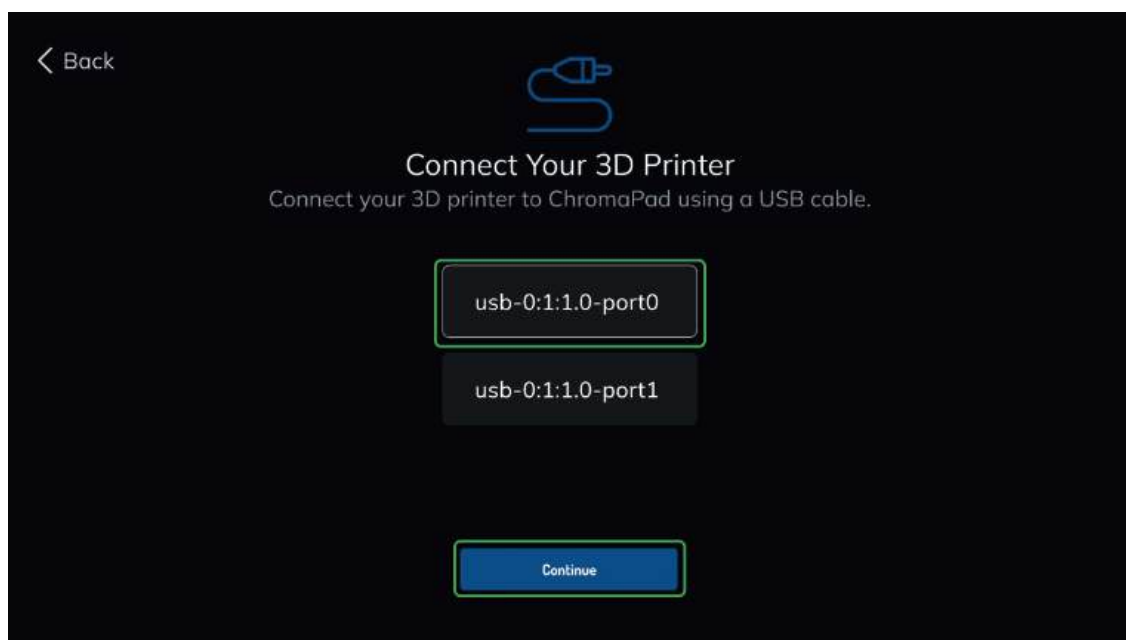 Back
Connect Your 3D Printer
Connect your 3D printer to ChromaPad using a USB cable.
usb-0:1:1.0-port0
usb-0:1:1.0-port1
Continue